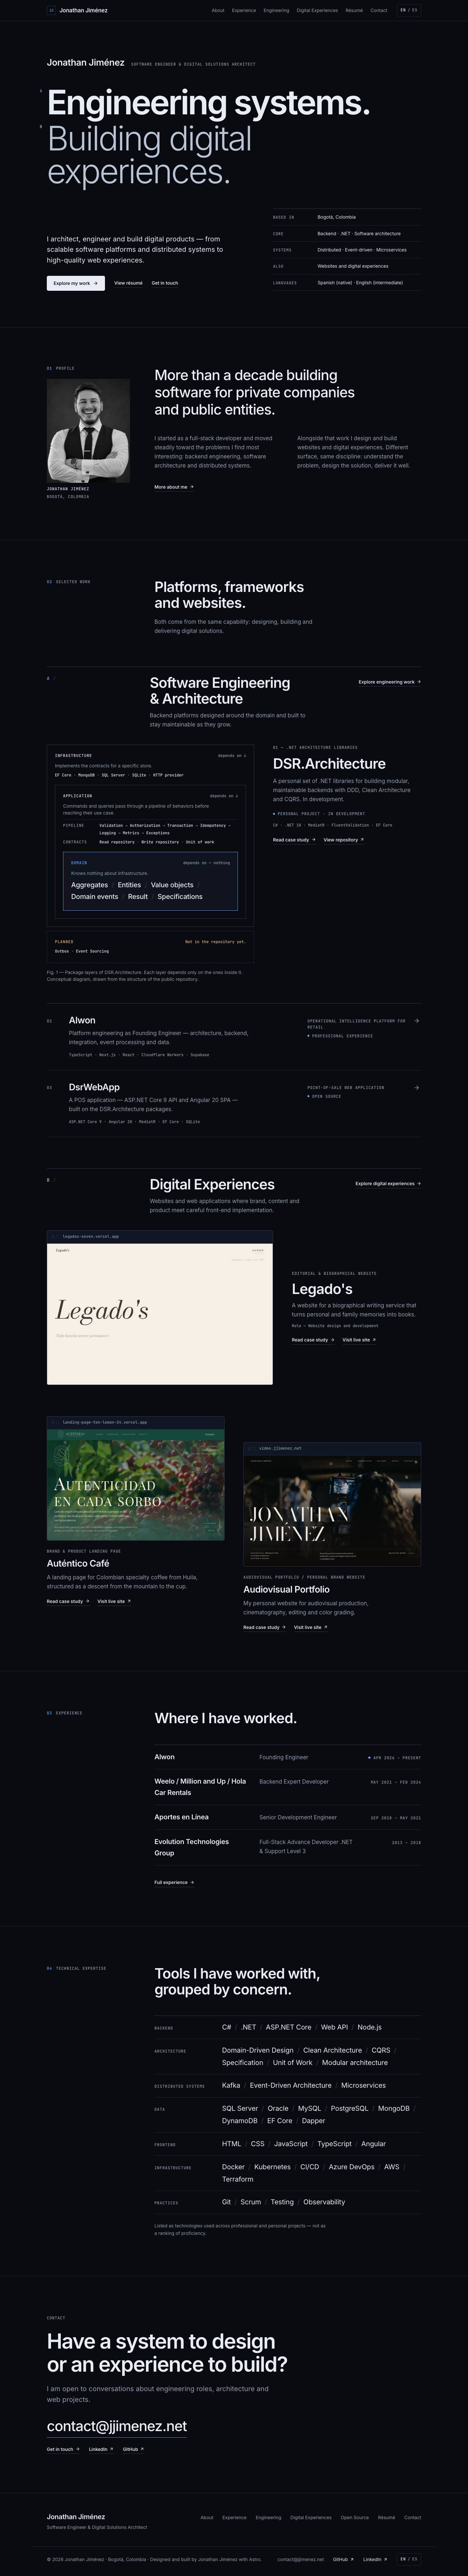 JJ Jonathan Jiménez
About Experience Engineering Digital Experiences Résumé Contact EN / ES
Jonathan Jiménez SOFTWARE ENGINEER & DIGITAL SOLUTIONS ARCHITECT
A
Engineering systems.
B
Building digital
experiences.
I architect, engineer and build digital products — from
scalable software architecture and distributed systems to
high-quality web experiences.
Explore my work →
View résumé
Get in touch
BASED IN Bogotá, Colombia
CORE Backend · .NET · Software architecture
SYSTEMS Distributed · Event-driven · Microservices
ALSO Websites and digital experiences
LANGUAGES Spanish (native) · English (intermediate)
01 PROFILE
JONATHAN JIMÉNEZ
BOGOTÁ, COLOMBIA
More than a decade building
software for private companies
and public entities.
I started as a full-stack developer and moved
steadily toward the problems I find most
interesting: backend engineering, software
architecture and distributed systems.
Alongside that work I design and build
websites and digital experiences. Different
surface, same discipline: understand the
problem, design the solution, deliver it well.
More about me →
02 SELECTED WORK
Platforms, frameworks
and websites.
Both come from the same capability: designing, building and
delivering digital solutions.
A /
Software Engineering
& Architecture
Backend platforms designed around the domain and built to
stay maintainable as they grow.
Explore engineering work →
INFRASTRUCTURE depends on ↓
Implements the contracts for a specific store.
EF Core · MongoDB · SQL Server · SQLite · HTTP provider
APPLICATION depends on ↓
Commands and queries pass through a pipeline of behaviors before
reaching their use case.
PIPELINE Validation → Authorization → Transaction → Idempotency →
Logging → Metrics → Exceptions
CONTRACTS Read repository · Write repository · Unit of work
DOMAIN depends on — nothing
Knows nothing about infrastructure.
Aggregates / Entities / Value objects /
Domain events / Result / Specifications
PLANNED Not in the repository yet.
Outbox · Event Sourcing
Fig. 1 — Package layers of DSR.Architecture. Each layer depends only on the ones inside it.
Conceptual diagram, drawn from the structure of the public repository.
01 — .NET ARCHITECTURE LIBRARIES
DSR.Architecture
A personal set of .NET libraries for building modular,
maintainable backends with DDD, Clean Architecture
and CQRS. In development.
PERSONAL PROJECT · IN DEVELOPMENT
C# · .NET 10 · MediatR · FluentValidation · EF Core
Read case study → View repository ↗
02
Alwon
Platform engineering as Founding Engineer — architecture, backend,
integration, event processing and data.
TypeScript · Next.js · React · Cloudflare Workers · Supabase
OPERATIONAL INTELLIGENCE PLATFORM FOR
RETAIL
PROFESSIONAL EXPERIENCE
→
03
DsrWebApp
A POS application — ASP.NET Core 9 API and Angular 20 SPA —
built on the DSR.Architecture packages.
ASP.NET Core 9 · Angular 20 · MediatR · EF Core · SQLite
POINT-OF-SALE WEB APPLICATION
OPEN SOURCE
→
B /
Digital Experiences
Websites and web applications where brand, content and
product meet careful front-end implementation.
Explore digital experiences →
legados-seven.vercel.app
Legado's
Legado's
EDITORIAL & BIOGRAPHICAL WEBSITE
Legado's
A website for a biographical writing service that
turns personal and family memories into books.
Role — Website design and development
Read case study → Visit live site ↗
landing-page-ten-lemon-26.vercel.app
AUTENTICIDAD
EN CADA SORBO
BRAND & PRODUCT LANDING PAGE
Auténtico Café
A landing page for Colombian specialty coffee from Huila,
structured as a descent from the mountain to the cup.
Read case study → Visit live site ↗
video.jjimenez.net
JONATHAN
JIMÉNEZ
AUDIOVISUAL PORTFOLIO / PERSONAL BRAND WEBSITE
Audiovisual Portfolio
My personal website for audiovisual production,
cinematography, editing and color grading.
Read case study → Visit live site ↗
03 EXPERIENCE
Where I have worked.
Alwon Founding Engineer APR 2026 — PRESENT
Weelo / Million and Up / Hola
Car Rentals
Backend Expert Developer MAY 2021 — FEB 2024
Aportes en Línea Senior Development Engineer SEP 2018 — MAY 2021
Evolution Technologies
Group
Full-Stack Advance Developer .NET
& Support Level 3
2013 — 2018
Full experience →
04 TECHNICAL EXPERTISE
Tools I have worked with,
grouped by concern.
BACKEND C# / .NET / ASP.NET Core / Web API / Node.js
ARCHITECTURE Domain-Driven Design / Clean Architecture / CQRS /
Specification / Unit of Work / Modular architecture
DISTRIBUTED SYSTEMS Kafka / Event-Driven Architecture / Microservices
DATA SQL Server / Oracle / MySQL / PostgreSQL / MongoDB /
DynamoDB / EF Core / Dapper
FRONTEND HTML / CSS / JavaScript / TypeScript / Angular
INFRASTRUCTURE Docker / Kubernetes / CI/CD / Azure DevOps / AWS /
Terraform
PRACTICES Git / Scrum / Testing / Observability
Listed as technologies used across professional and personal projects — not as
a ranking of proficiency.
CONTACT
Have a system to design
or an experience to build?
I am open to conversations about engineering roles, architecture and
web projects.
contact@jjimenez.net
Get in touch → LinkedIn ↗ GitHub ↗
Jonathan Jiménez
Software Engineer & Digital Solutions Architect
About Experience Engineering Digital Experiences Open Source Résumé Contact
© 2026 Jonathan Jiménez · Bogotá, Colombia · Designed and built by Jonathan Jiménez with Astro.
contact@jjimenez.net GitHub ↗ LinkedIn ↗ EN / ES